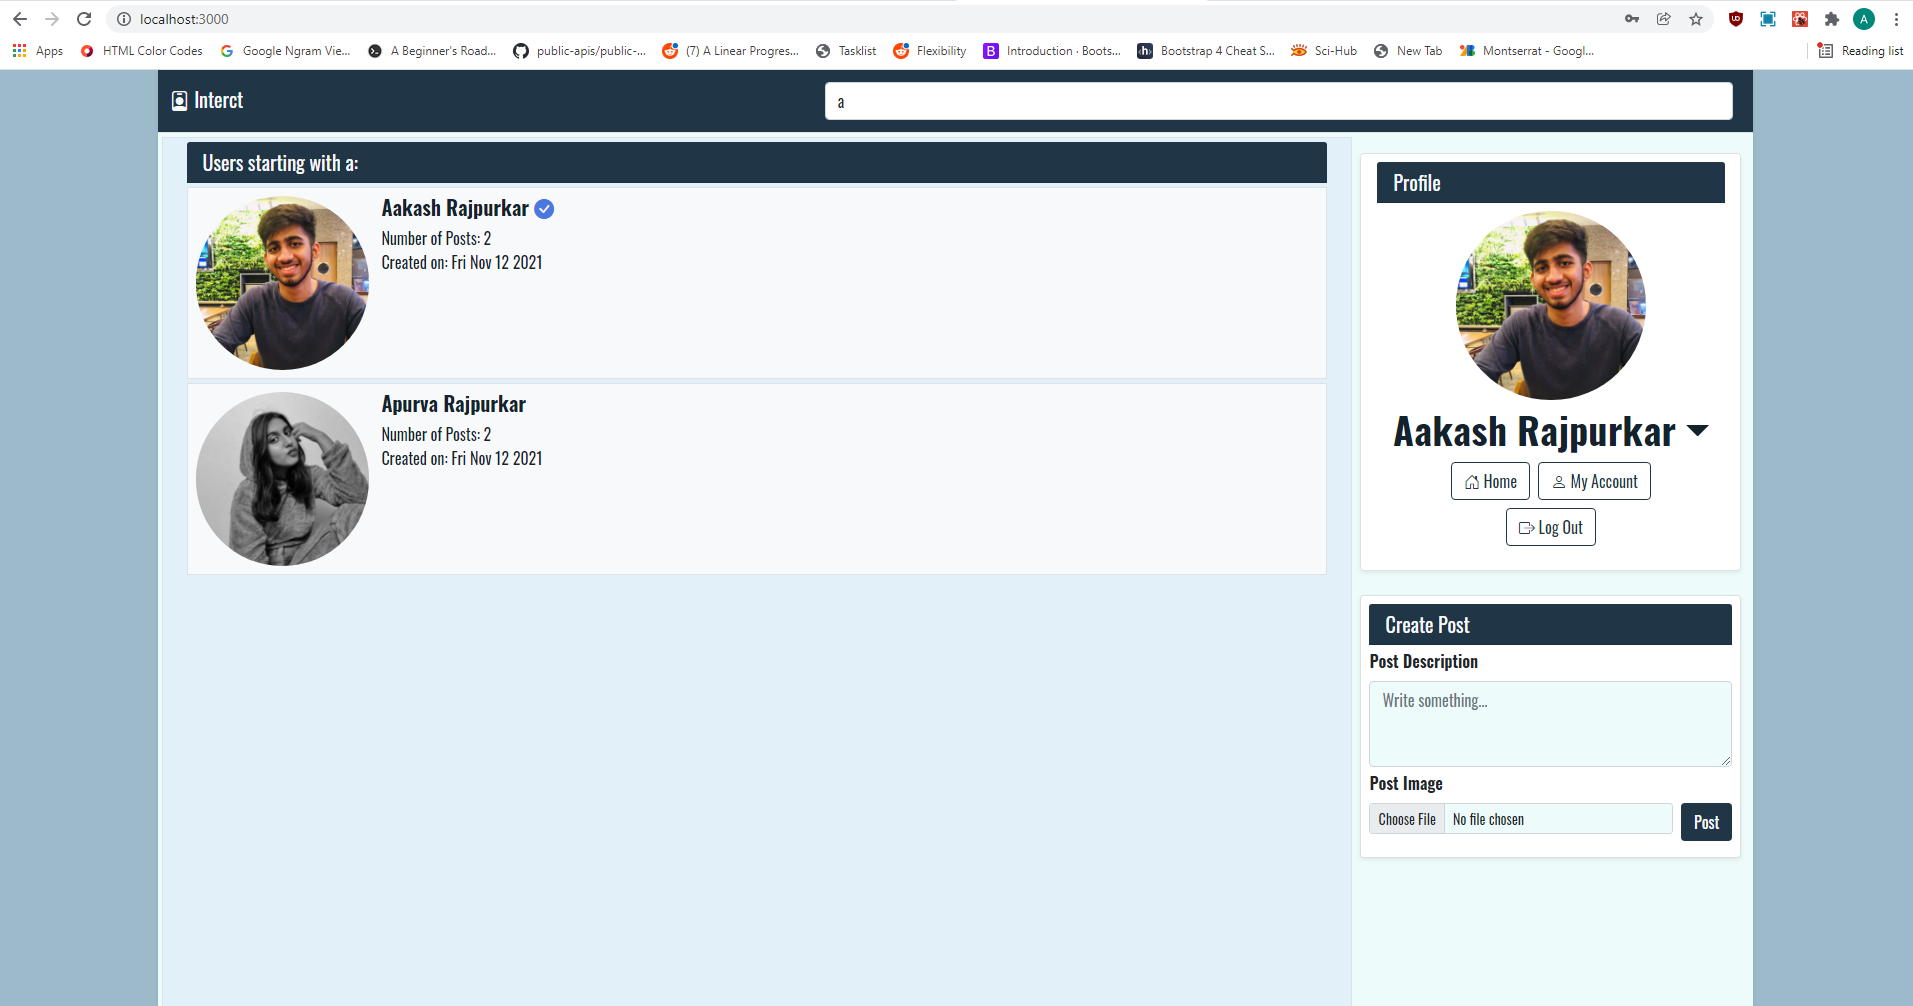 localhost:3000
A
Apps
HTML Color Codes
Google Ngram Vie...
A Beginner's Road...
public-apis/public-...
(7) A Linear Progres...
Tasklist
Flexibility
Introduction · Boots...
Bootstrap 4 Cheat S...
Sci-Hub
New Tab
Montserrat - Googl...
Reading list
Interct
a
Users starting with a:
Aakash Rajpurkar
Number of Posts: 2
Created on: Fri Nov 12 2021
Apurva Rajpurkar
Number of Posts: 2
Created on: Fri Nov 12 2021
Profile
Aakash Rajpurkar
Home
My Account
Log Out
Create Post
Post Description
Write something...
Post Image
Choose File
No file chosen
Post